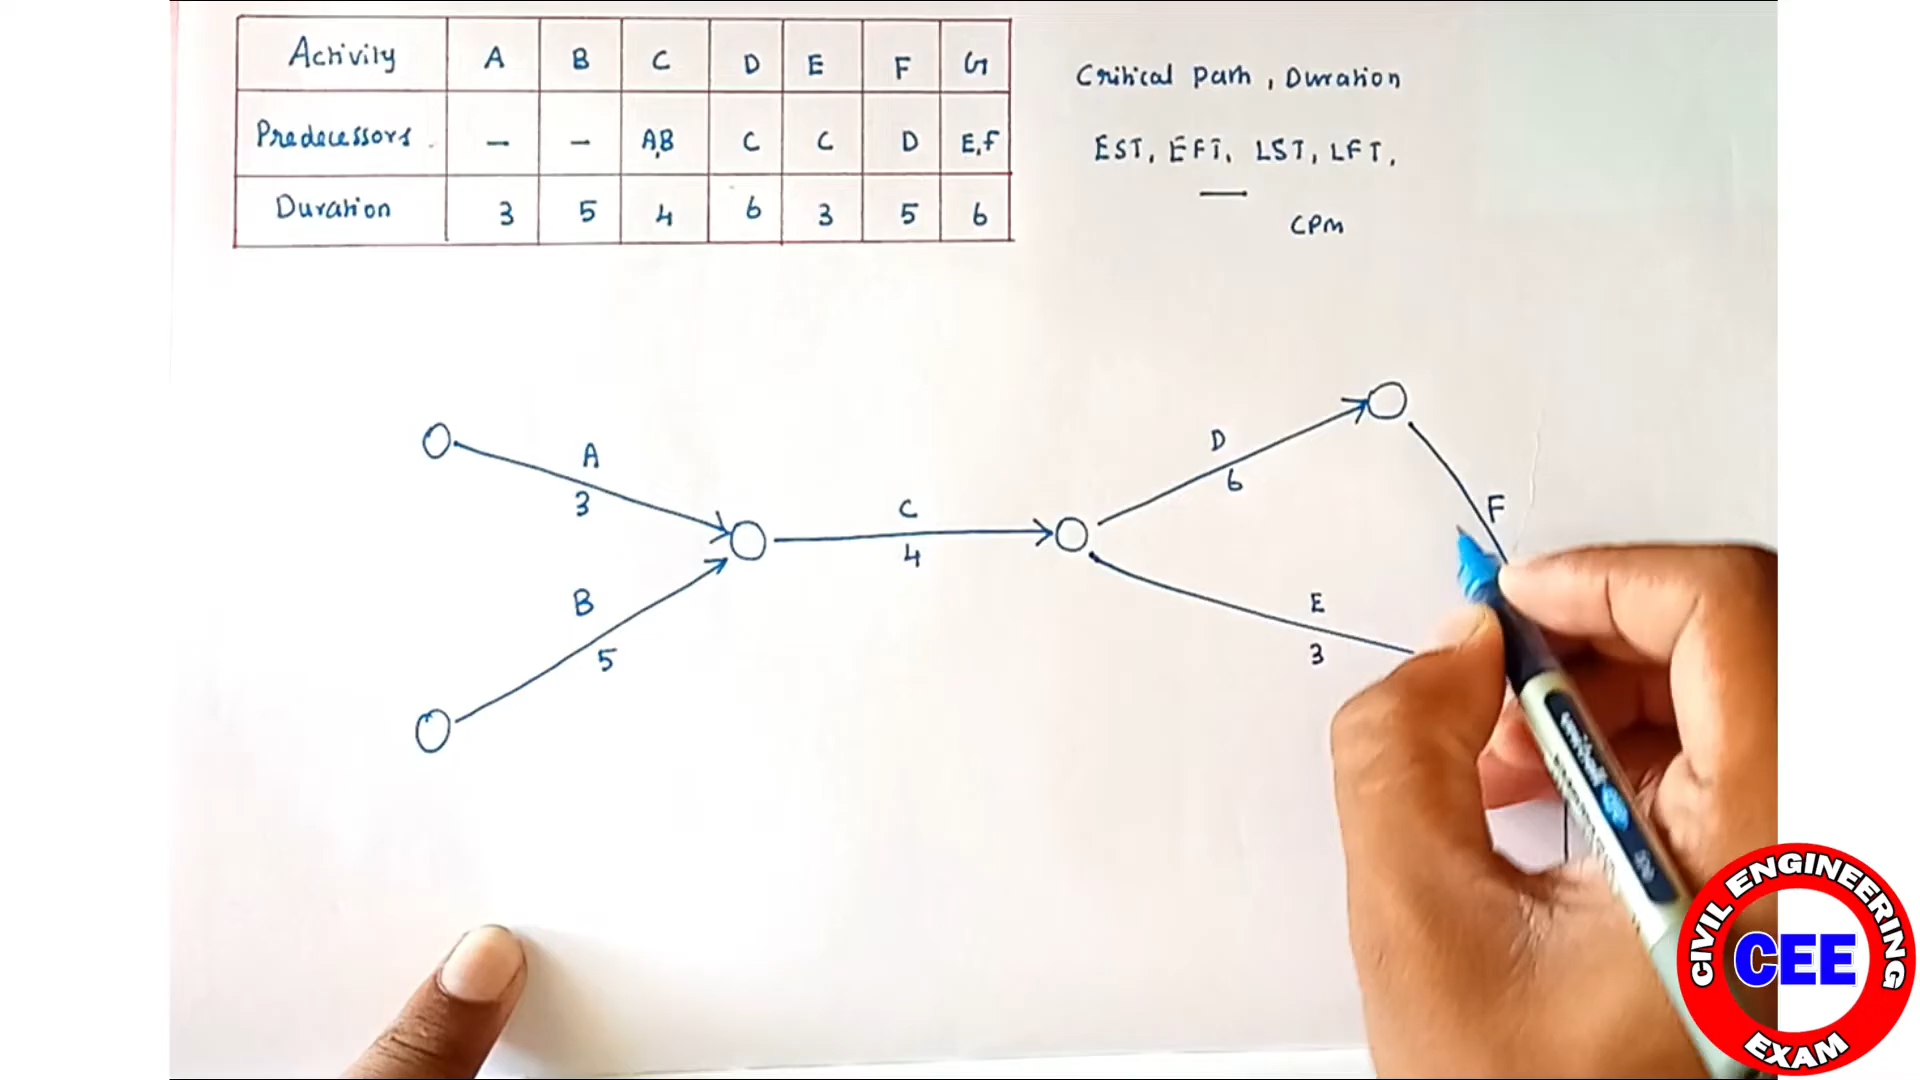 Activity A B C D E F G
Predecessors - - A,B C C D E,F
Duration 3 5 4 6 3 5 6
Critical Path, Duration
EST, EFT, LST, LFT,
CPM
A
3
B
5
C
4
D
6
E
3
F
CIVIL ENGINEERING
CEE
EXAM